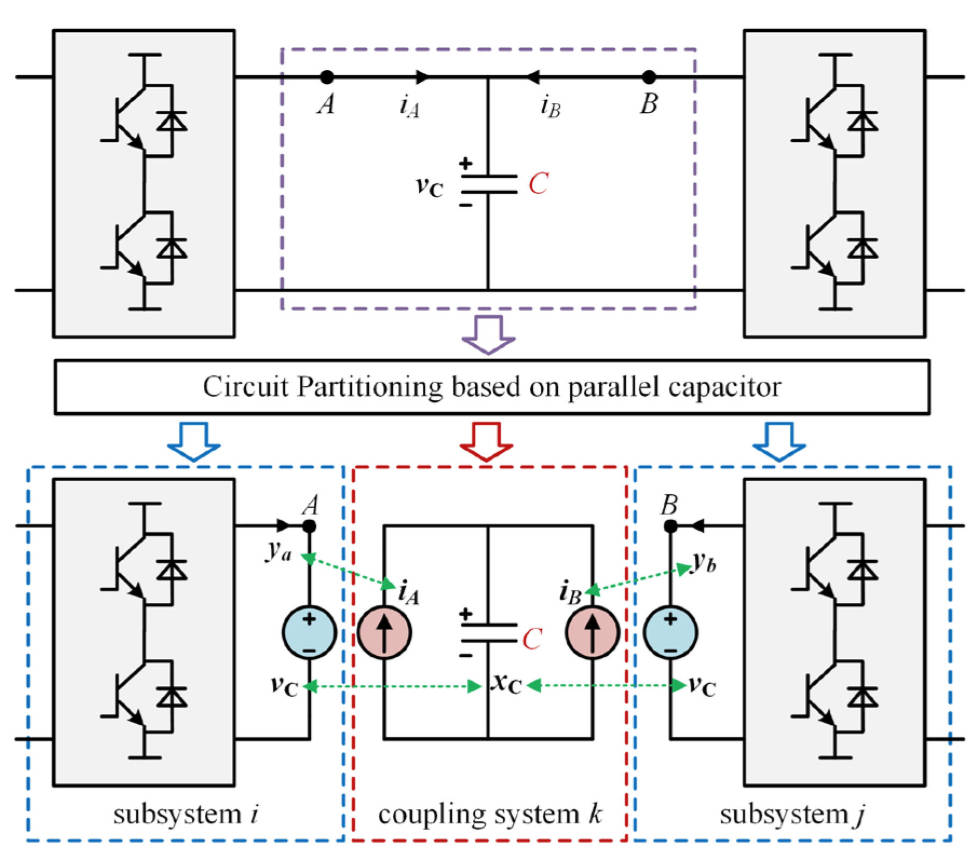 A i_A i_B B
+
v_C C
−
Circuit Partitioning based on parallel capacitor
A B
y_a y_b
i_A i_B
+ + C +
− − −
v_C x_C v_C
subsystem i coupling system k subsystem j